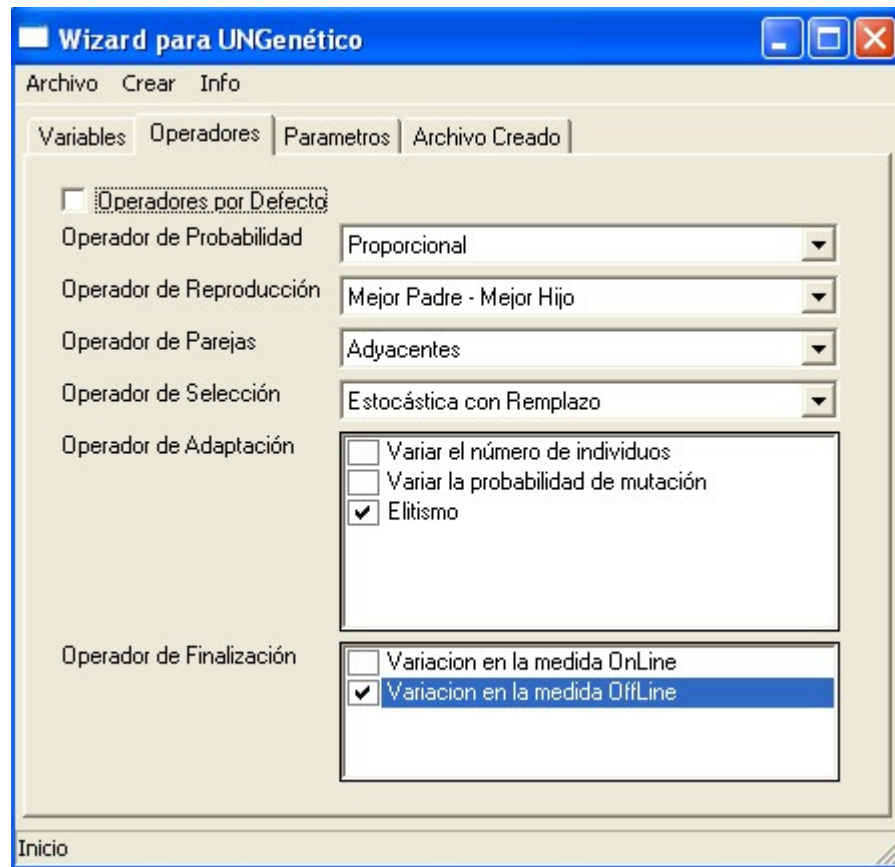 Wizard para UNGenético
Archivo Crear Info
Variables Operadores Parametros Archivo Creado
Operadores por Defecto
Operador de Probabilidad Proporcional
Operador de Reproducción Mejor Padre - Mejor Hijo
Operador de Parejas Adyacentes
Operador de Selección Estocástica con Remplazo
Operador de Adaptación Variar el número de individuos
Variar la probabilidad de mutación
Elitismo
Operador de Finalización Variacion en la medida OnLine
Variacion en la medida OffLine
Inicio